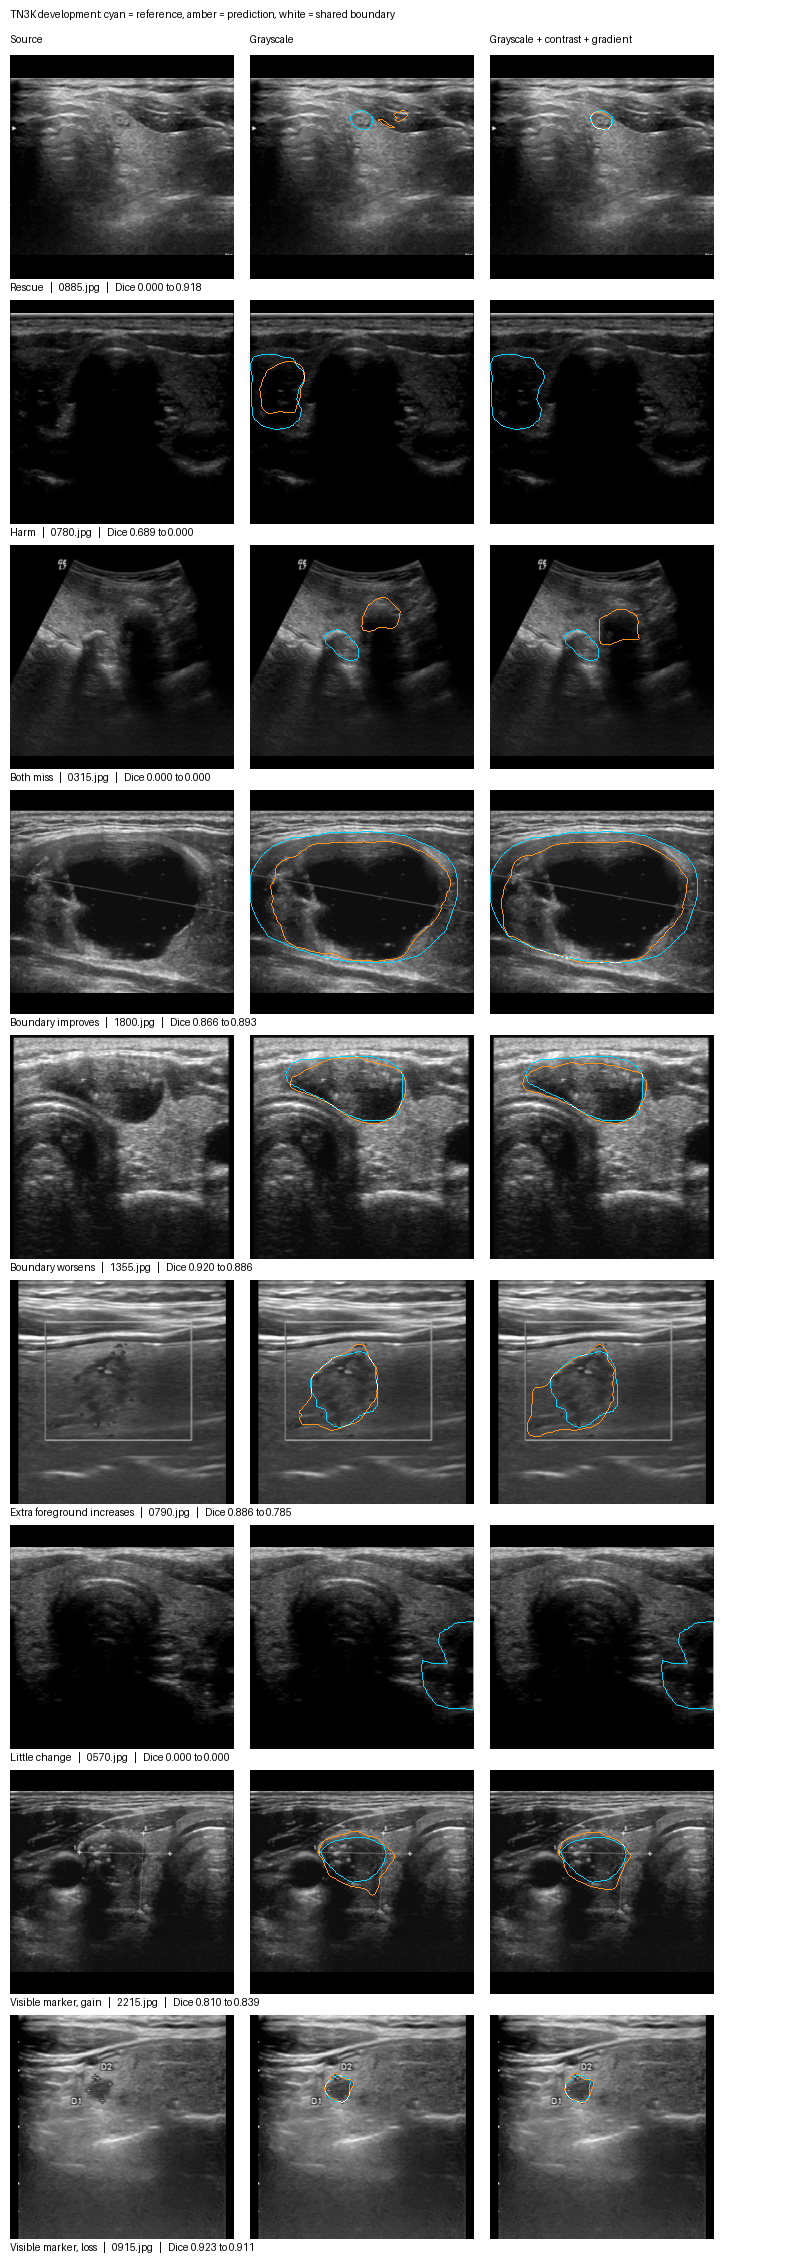 TN3K development: cyan = reference, amber = prediction, white = shared boundary
Source Grayscale Grayscale + contrast + gradient
Rescue | 0885.jpg | Dice 0.000 to 0.918
Harm | 0780.jpg | Dice 0.689 to 0.000
Both miss | 0315.jpg | Dice 0.000 to 0.000
Boundary improves | 1800.jpg | Dice 0.866 to 0.893
Boundary worsens | 1355.jpg | Dice 0.920 to 0.886
Extra foreground increases | 0790.jpg | Dice 0.886 to 0.785
Little change | 0570.jpg | Dice 0.000 to 0.000
Visible marker, gain | 2215.jpg | Dice 0.810 to 0.839
D2 D2 D2
D1 D1 D1
Visible marker, loss | 0915.jpg | Dice 0.923 to 0.911